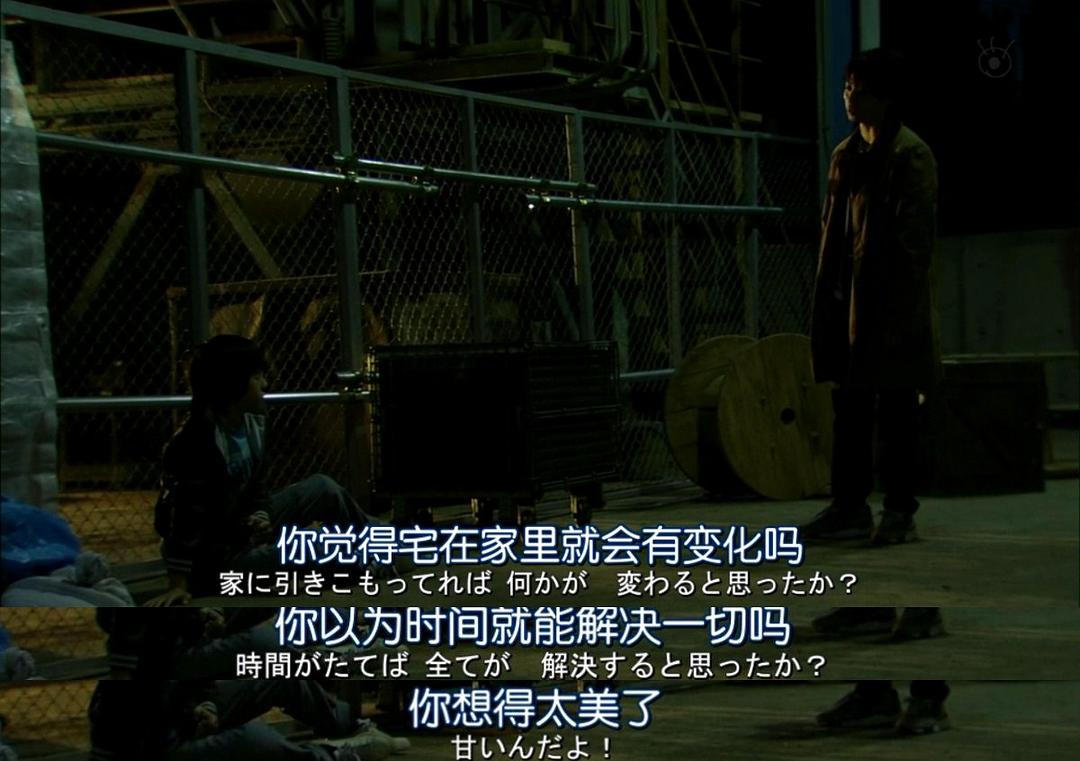 你觉得宅在家里就会有变化吗
家に引きこもってれば 何かが　変わると思ったか？
你以为时间就能解决一切吗
時間がたてば 全てが　解決すると思ったか？
你想得太美了
甘いんだよ！